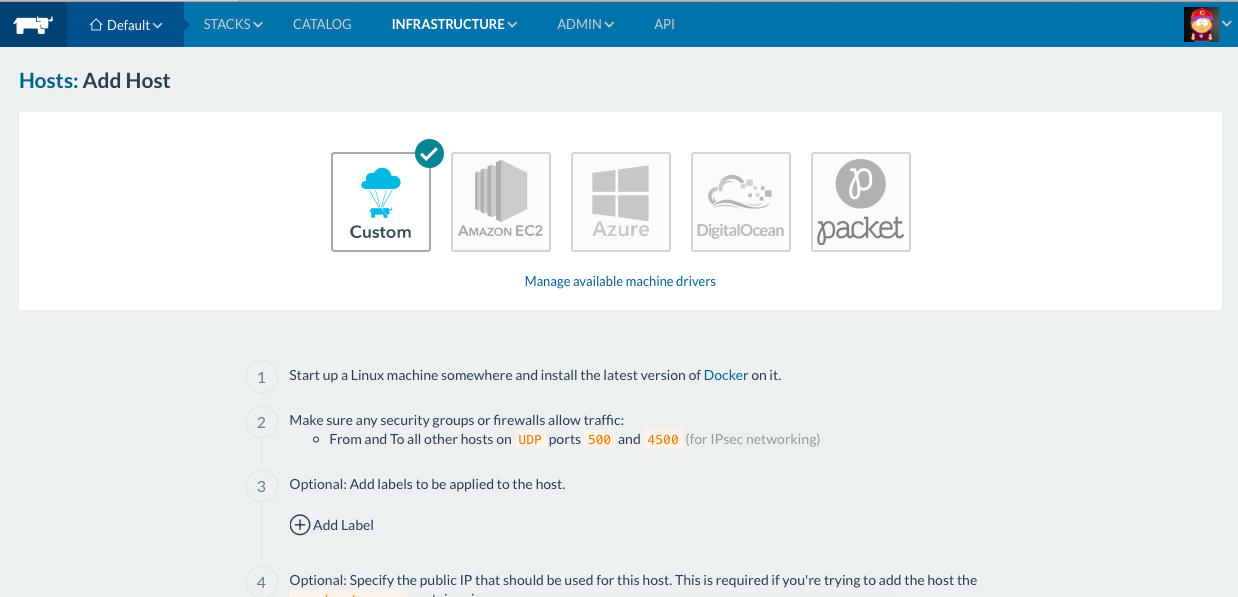 Default STACKS CATALOG INFRASTRUCTURE ADMIN API
Hosts: Add Host
Custom AMAZON EC2 Azure DigitalOcean packet
Manage available machine drivers
1 Start up a Linux machine somewhere and install the latest version of Docker on it.
2 Make sure any security groups or firewalls allow traffic:
From and To all other hosts on UDP ports 500 and 4500 (for IPsec networking)
3 Optional: Add labels to be applied to the host.
Add Label
4 Optional: Specify the public IP that should be used for this host. This is required if you're trying to add the host the